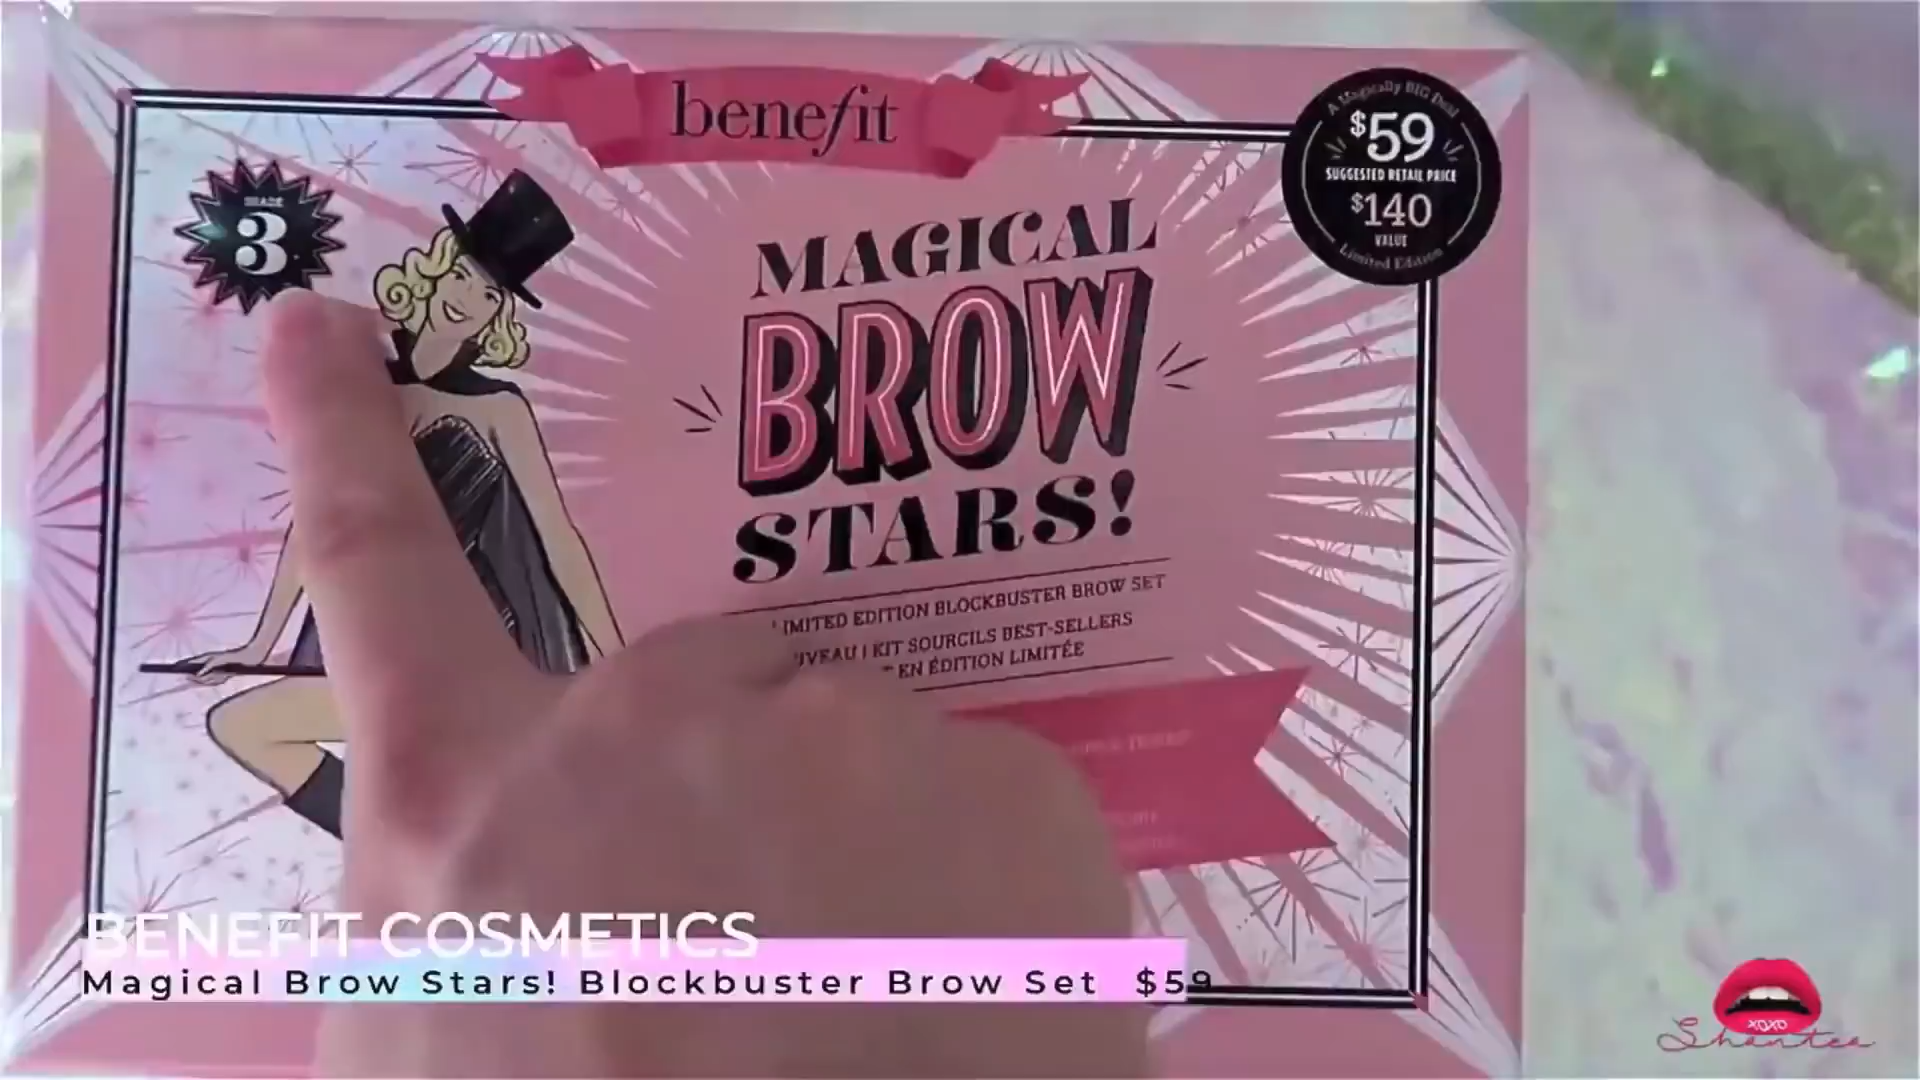 benefit
A Magically BIG Deal
$59
SUGGESTED RETAIL PRICE
$140
VALUE
Limited Edition
SHADE
3
MAGICAL
BROW
STARS!
IMITED EDITION BLOCKBUSTER BROW SET
KIT SOURCILS BEST-SELLERS
EN ÉDITION LIMITÉE
BENEFIT COSMETICS
Magical Brow Stars! Blockbuster Brow Set $59
XOXO
Shantea